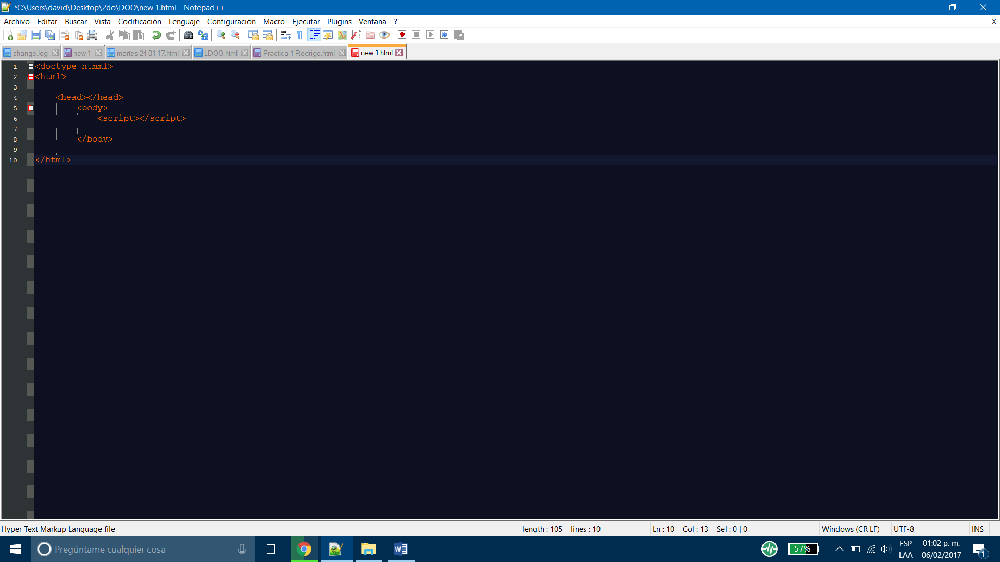 *C:\Users\david\Desktop\2do\DOO\new 1.html - Notepad++
Archivo Editar Buscar Vista Codificación Lenguaje Configuración Macro Ejecutar Plugins Ventana ? X
change.log new 1 martes 24 01 17.html LDOO.html Practica 1 Rodrigo.html new 1.html
1 <doctype htmml>
2 <html>
3
4 <head></head>
5 <body>
6 <script></script>
7
8 </body>
9
10 </html>
Hyper Text Markup Language file length : 105 lines : 10 Ln : 10 Col : 13 Sel : 0 | 0 Windows (CR LF) UTF-8 INS
Pregúntame cualquier cosa 57% ESP 01:02 p. m.
LAA 06/02/2017 1